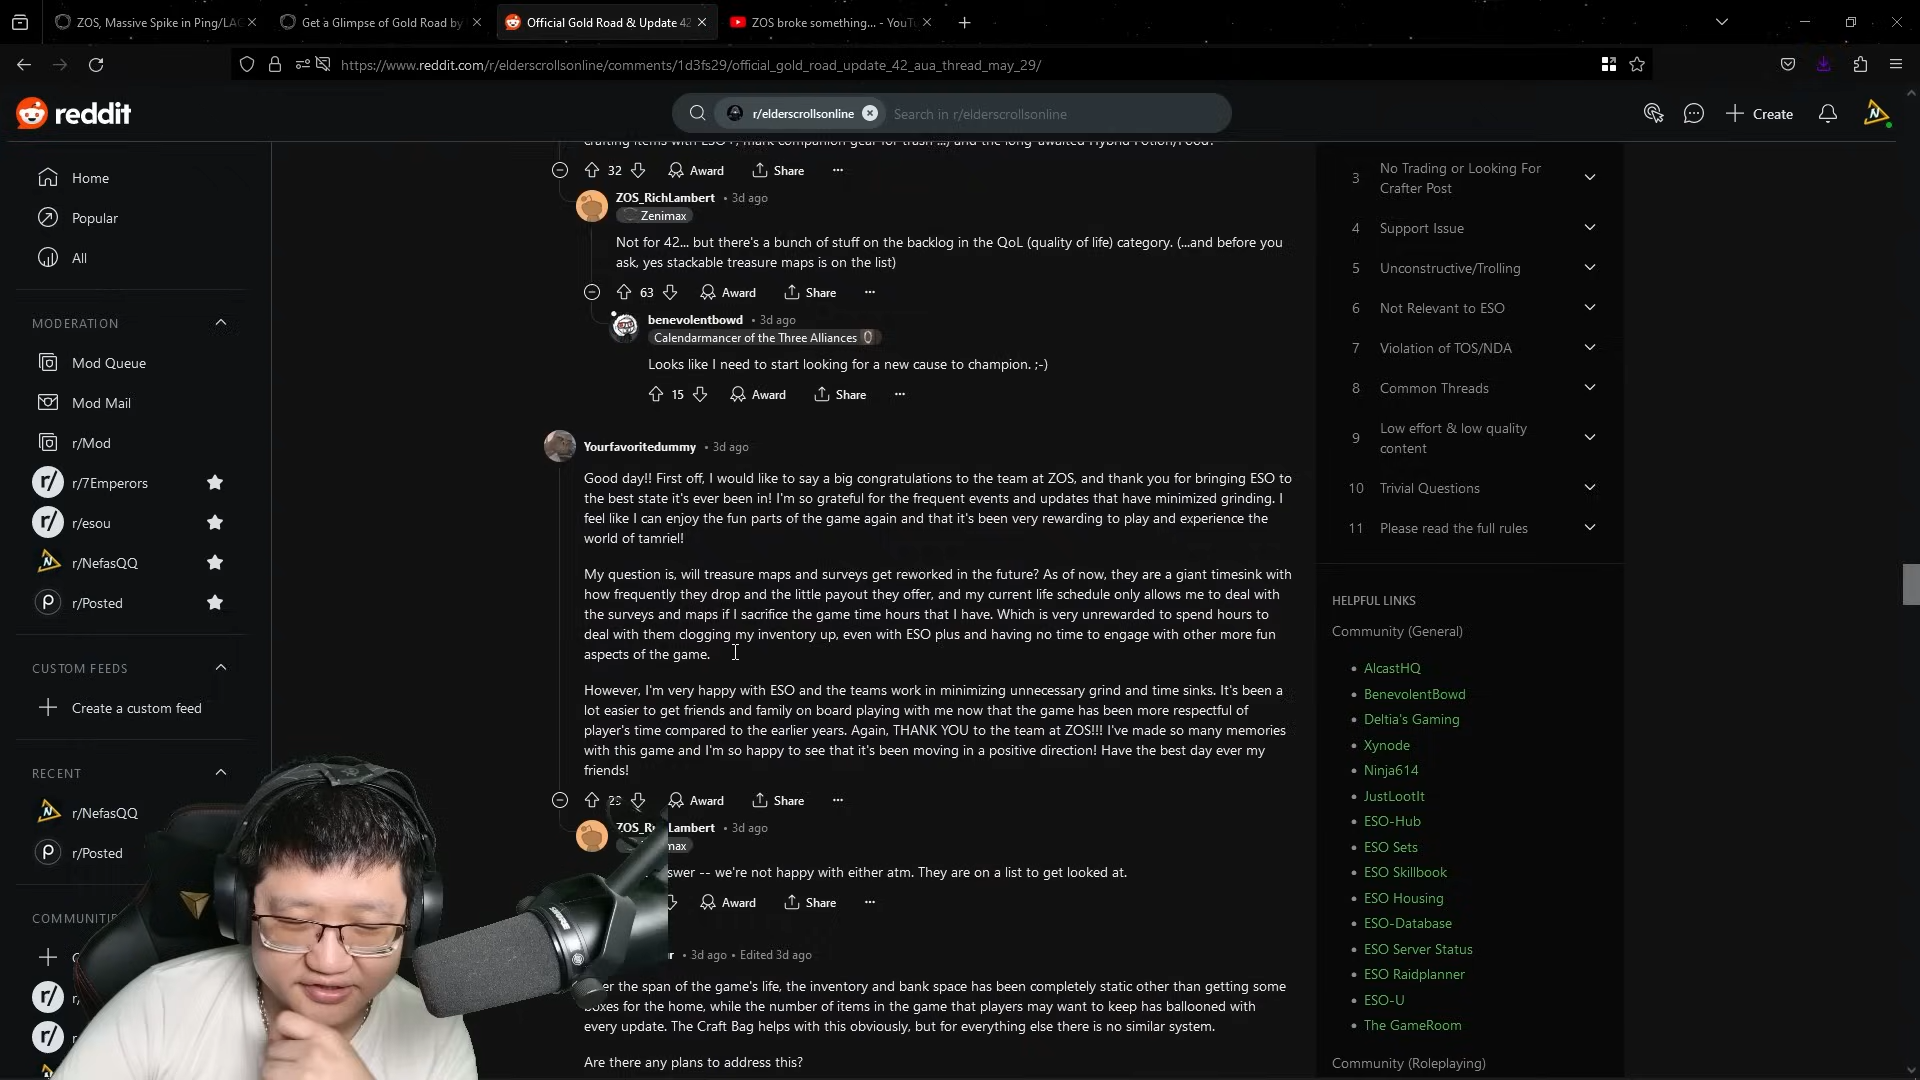 ZOS, Massive Spike in Ping/LAG
Get a Glimpse of Gold Road by
Official Gold Road & Update 42
ZOS broke something... - YouTu
https://www.reddit.com/r/elderscrollsonline/comments/1d3fs29/official_gold_road_update_42_aua_thread_may_29/
reddit
r/elderscrollsonline
Search in r/elderscrollsonline
Create
Home
Popular
All
MODERATION
Mod Queue
Mod Mail
r/Mod
r/7Emperors
r/esou
r/NefasQQ
r/Posted
CUSTOM FEEDS
Create a custom feed
RECENT
r/NefasQQ
r/Posted
32 Award Share
ZOS_RichLambert • 3d ago
Zenimax
Not for 42... but there's a bunch of stuff on the backlog in the QoL (quality of life) category. (...and before you
ask, yes stackable treasure maps is on the list)
63 Award Share
benevolentbowd • 3d ago
Calendarmancer of the Three Alliances
Looks like I need to start looking for a new cause to champion. ;-)
15 Award Share
Yourfavoritedummy • 3d ago
Good day!! First off, I would like to say a big congratulations to the team at ZOS, and thank you for bringing ESO to
the best state it's ever been in! I'm so grateful for the frequent events and updates that have minimized grinding. I
feel like I can enjoy the fun parts of the game again and that it's been very rewarding to play and experience the
world of tamriel!
My question is, will treasure maps and surveys get reworked in the future? As of now, they are a giant timesink with
how frequently they drop and the little payout they offer, and my current life schedule only allows me to deal with
the surveys and maps if I sacrifice the game time hours that I have. Which is very unrewarded to spend hours to
deal with them clogging my inventory up, even with ESO plus and having no time to engage with other more fun
aspects of the game.
However, I'm very happy with ESO and the teams work in minimizing unnecessary grind and time sinks. It's been a
lot easier to get friends and family on board playing with me now that the game has been more respectful of
player's time compared to the earlier years. Again, THANK YOU to the team at ZOS!!! I've made so many memories
with this game and I'm so happy to see that it's been moving in a positive direction! Have the best day ever my
friends!
Award Share
Lambert • 3d ago
-- we're not happy with either atm. They are on a list to get looked at.
Award Share
• 3d ago • Edited 3d ago
the span of the game's life, the inventory and bank space has been completely static other than getting some
for the home, while the number of items in the game that players may want to keep has ballooned with
every update. The Craft Bag helps with this obviously, but for everything else there is no similar system.
Are there any plans to address this?
3 No Trading or Looking For
Crafter Post
4 Support Issue
5 Unconstructive/Trolling
6 Not Relevant to ESO
7 Violation of TOS/NDA
8 Common Threads
9 Low effort & low quality
content
10 Trivial Questions
11 Please read the full rules
HELPFUL LINKS
Community (General)
AlcastHQ
BenevolentBowd
Deltia's Gaming
Xynode
Ninja614
JustLootIt
ESO-Hub
ESO Sets
ESO Skillbook
ESO Housing
ESO-Database
ESO Server Status
ESO Raidplanner
ESO-U
The GameRoom
Community (Roleplaying)